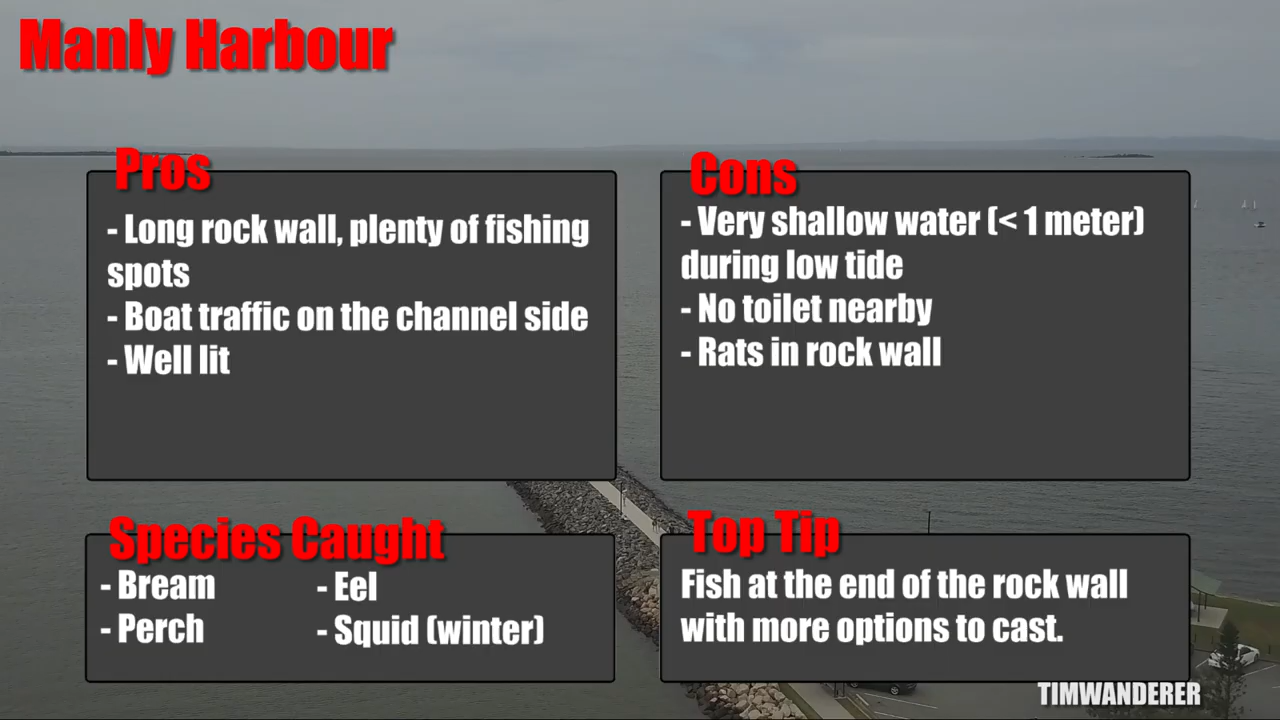 Manly Harbour
Pros
- Long rock wall, plenty of fishing
spots
- Boat traffic on the channel side
- Well lit
Cons
- Very shallow water (< 1 meter)
during low tide
- No toilet nearby
- Rats in rock wall
Species Caught
- Bream
- Perch
- Eel
- Squid (winter)
Top Tip
Fish at the end of the rock wall
with more options to cast.
TIMWANDERER